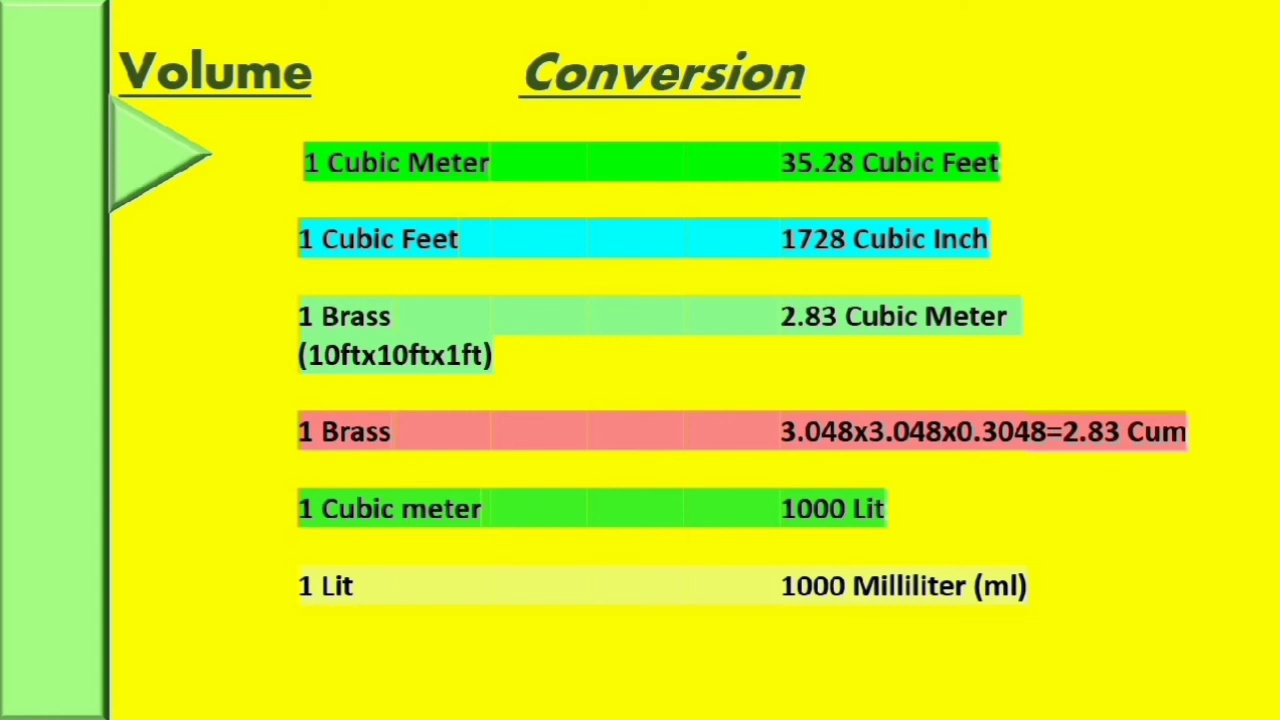 Volume Conversion
1 Cubic Meter 35.28 Cubic Feet
1 Cubic Feet 1728 Cubic Inch
1 Brass 2.83 Cubic Meter
(10ftx10ftx1ft)
1 Brass 3.048x3.048x0.3048=2.83 Cum
1 Cubic meter 1000 Lit
1 Lit 1000 Milliliter (ml)